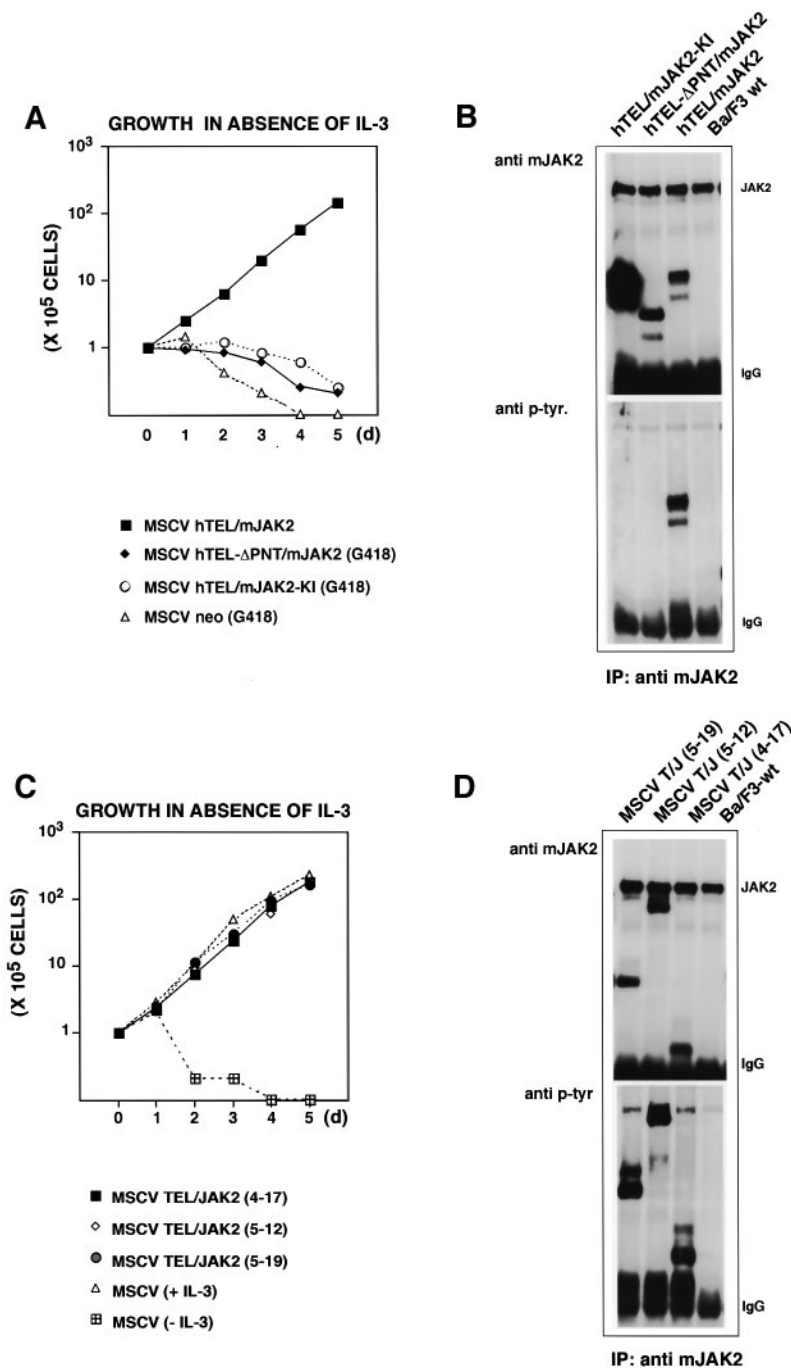 A
GROWTH IN ABSENCE OF IL-3
(X 10⁵ CELLS)
10³
10²
10
1
0 1 2 3 4 5 (d)
■ MSCV hTEL/mJAK2
◆ MSCV hTEL-ΔPNT/mJAK2 (G418)
○ MSCV hTEL/mJAK2-KI (G418)
△ MSCV neo (G418)
B
hTEL/mJAK2-KI
hTEL-ΔPNT/mJAK2
hTEL/mJAK2
Ba/F3 wt
anti mJAK2
JAK2
IgG
anti p-tyr.
IgG
IP: anti mJAK2
C
GROWTH IN ABSENCE OF IL-3
(X 10⁵ CELLS)
10³
10²
10
1
0 1 2 3 4 5 (d)
■ MSCV TEL/JAK2 (4-17)
◇ MSCV TEL/JAK2 (5-12)
● MSCV TEL/JAK2 (5-19)
△ MSCV (+ IL-3)
⊞ MSCV (- IL-3)
D
MSCV T/J (5-19)
MSCV T/J (5-12)
MSCV T/J (4-17)
Ba/F3-wt
anti mJAK2
JAK2
IgG
anti p-tyr
IgG
IP: anti mJAK2